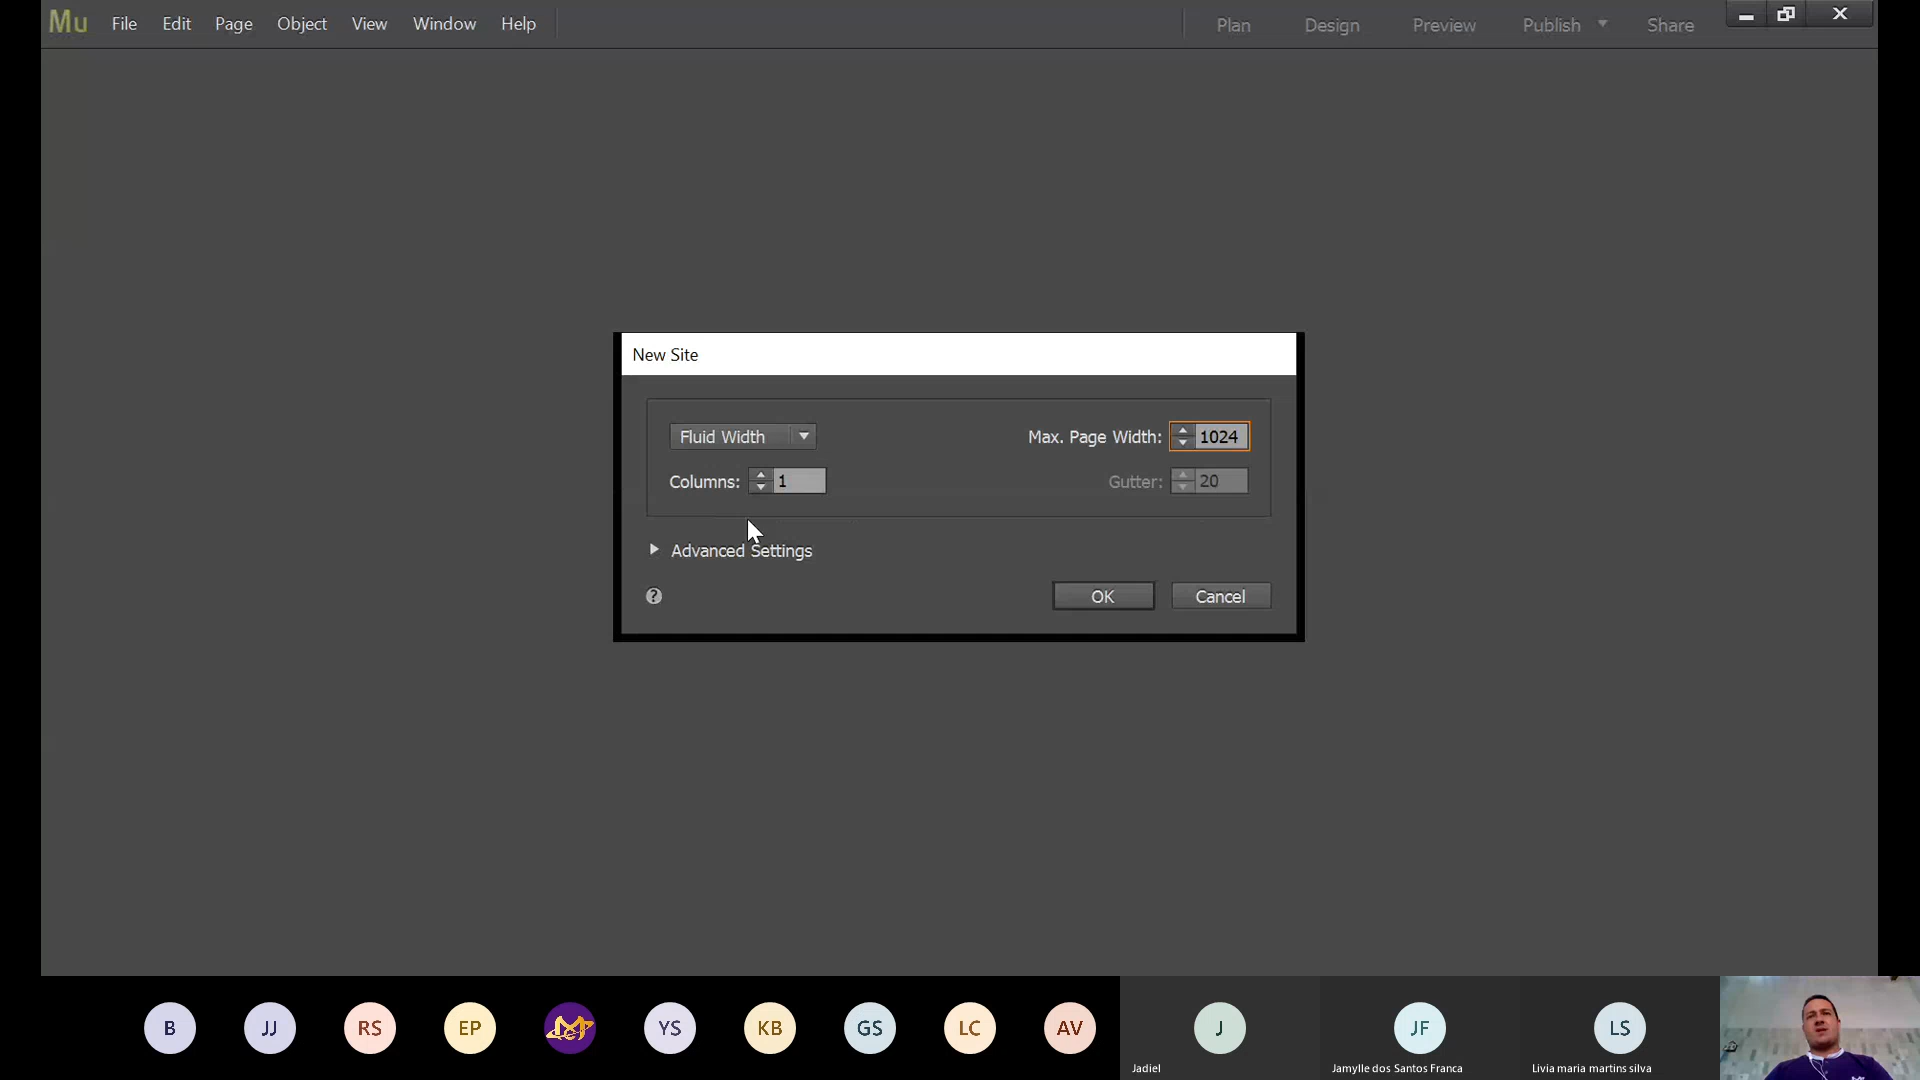 Mu File Edit Page Object View Window Help Plan Design Preview Publish Share
New Site
Fluid Width Max. Page Width: 1024
Columns: 1 Gutter: 20
Advanced Settings
? OK Cancel
B JJ RS EP YS KB GS LC AV J JF LS
Jadiel Jamylle dos Santos Franca Livia maria martins silva